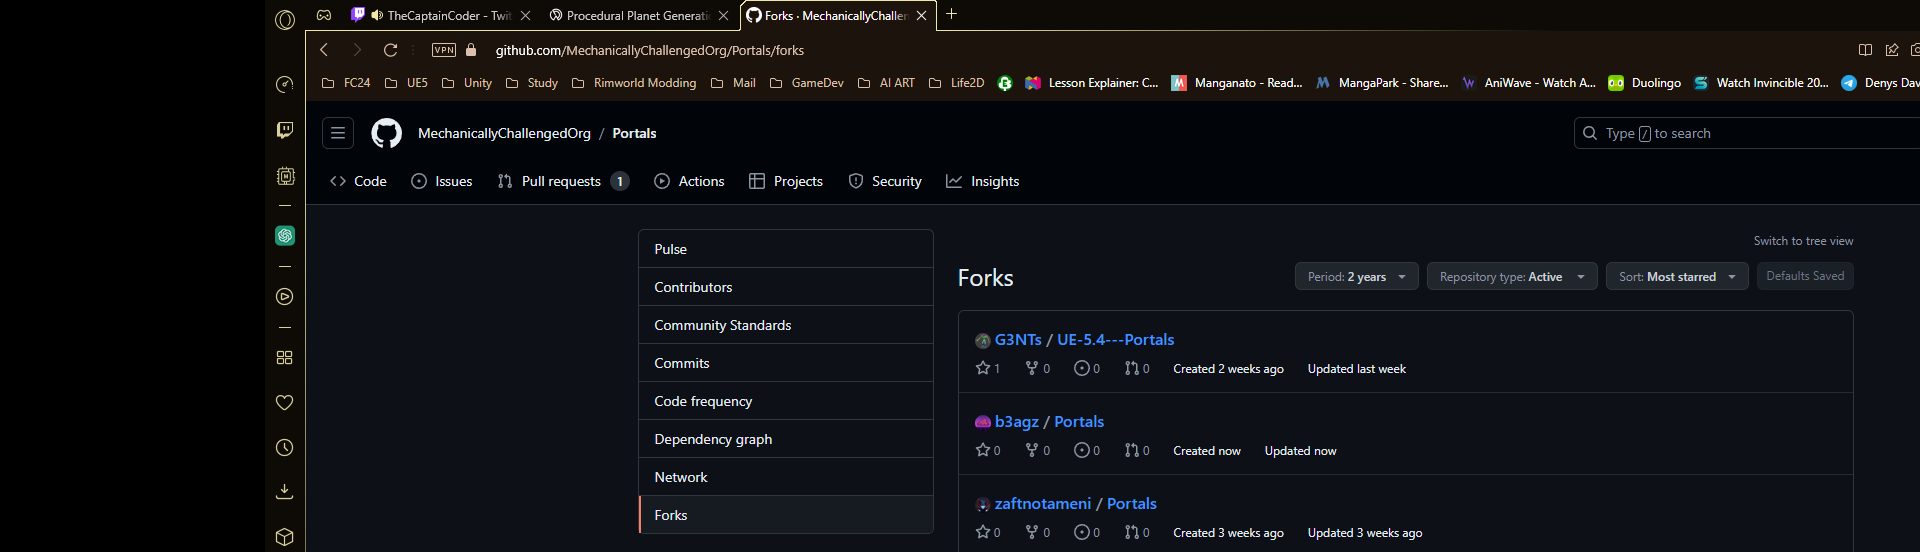 TheCaptainCoder - Twit
Procedural Planet Generati
Forks · MechanicallyChallen
VPN
github.com/MechanicallyChallengedOrg/Portals/forks
FC24 UE5 Unity Study Rimworld Modding Mail GameDev AI ART Life2D Lesson Explainer: C... Manganato - Read... MangaPark - Share... AniWave - Watch A... Duolingo Watch Invincible 20... Denys Dav
MechanicallyChallengedOrg / Portals
Type / to search
Code Issues Pull requests 1 Actions Projects Security Insights
Pulse
Contributors
Community Standards
Commits
Code frequency
Dependency graph
Network
Forks
Switch to tree view
Forks
Period: 2 years Repository type: Active Sort: Most starred Defaults Saved
G3NTs / UE-5.4---Portals
1 0 0 0 Created 2 weeks ago Updated last week
b3agz / Portals
0 0 0 0 Created now Updated now
zaftnotameni / Portals
0 0 0 0 Created 3 weeks ago Updated 3 weeks ago